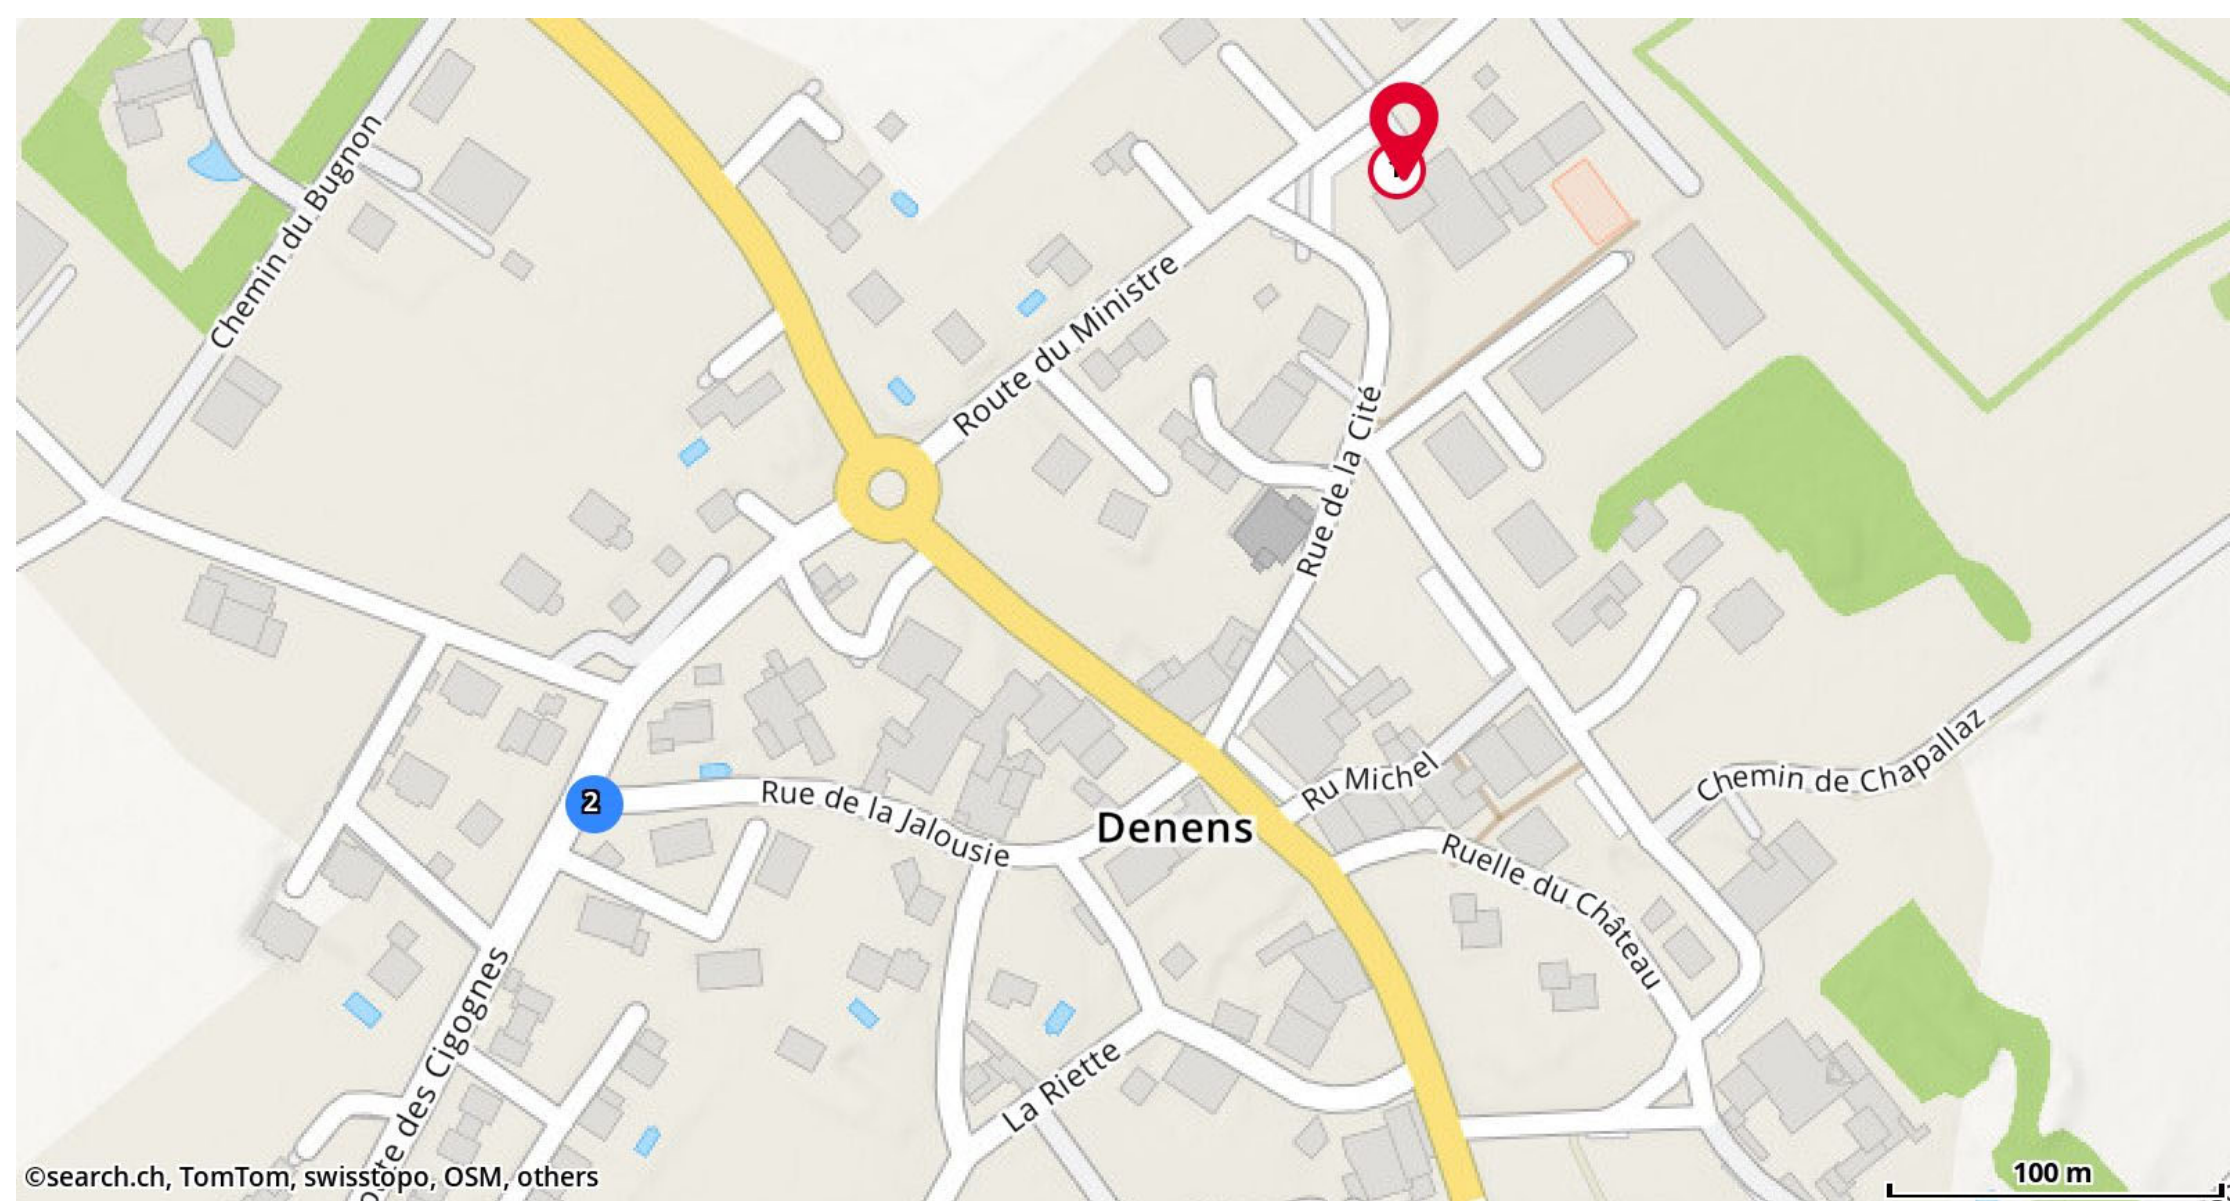 Chemin du Bugnon
Route du Ministre
Rue de la Cité
Chemin de Chapallaz
Ru Michel
2
Rue de la Jalousie
Denens
Ruelle du Château
des Cigognes
La Riette
©search.ch, TomTom, swisstopo, OSM, others
100 m